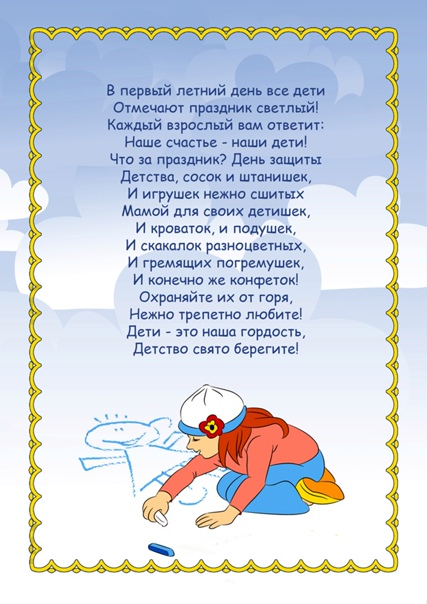 В первый летний день все дети
Отмечают праздник светлый!
Каждый взрослый вам ответит:
Наше счастье - наши дети!
Что за праздник? День защиты
Детства, сосок и штанишек,
И игрушек нежно сшитых
Мамой для своих детишек,
И кроваток, и подушек,
И скакалок разноцветных,
И гремящих погремушек,
И конечно же конфеток!
Охраняйте их от горя,
Нежно трепетно любите!
Дети - это наша гордость,
Детство свято берегите!